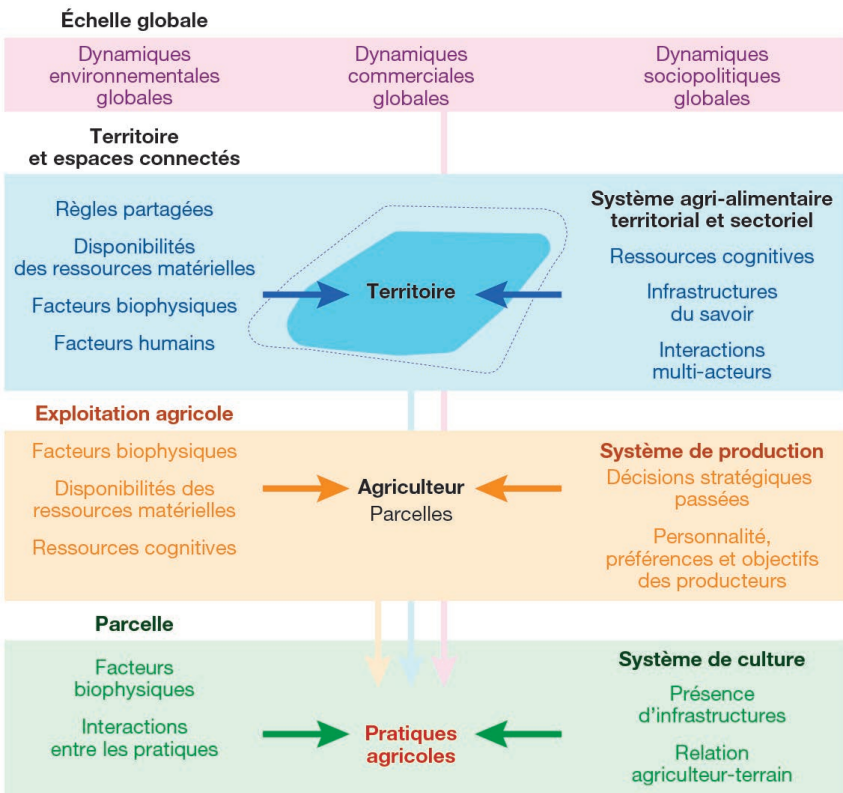 Échelle globale
Dynamiques
environnementales
globales
Dynamiques
commerciales
globales
Dynamiques
sociopolitiques
globales
Territoire
et espaces connectés
Règles partagées
Disponibilités
des ressources matérielles
Facteurs biophysiques
Facteurs humains
Territoire
Système agri-alimentaire
territorial et sectoriel
Ressources cognitives
Infrastructures
du savoir
Interactions
multi-acteurs
Exploitation agricole
Facteurs biophysiques
Disponibilités des
ressources matérielles
Ressources cognitives
Agriculteur
Parcelles
Système de production
Décisions stratégiques
passées
Personnalité,
préférences et objectifs
des producteurs
Parcelle
Facteurs
biophysiques
Interactions
entre les pratiques
Pratiques
agricoles
Système de culture
Présence
d'infrastructures
Relation
agriculteur-terrain